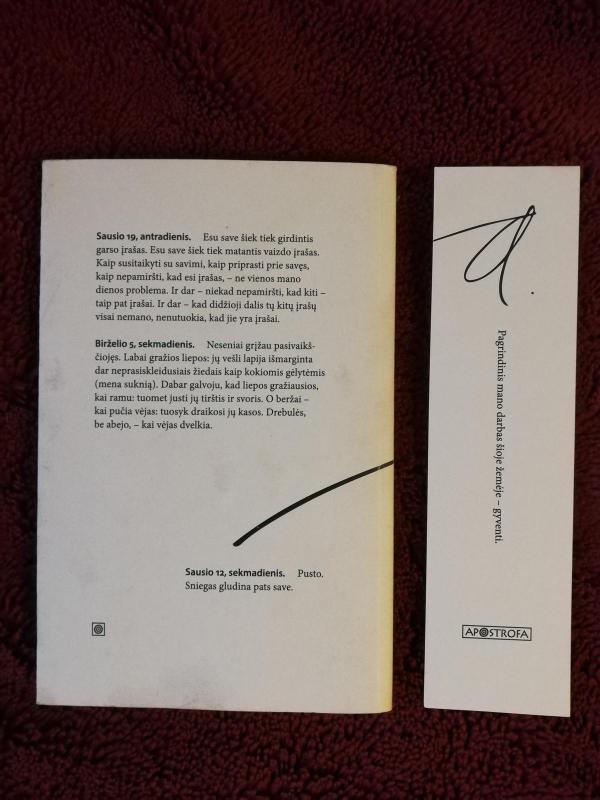 Sausio 19, antradienis. Esu save šiek tiek girdintis
garso įrašas. Esu save šiek tiek matantis vaizdo įrašas.
Kaip susitaikyti su savimi, kaip priprasti prie savęs,
kaip nepamiršti, kad esi įrašas, – ne vienos mano
dienos problema. Ir dar – niekad nepamiršti, kad kiti –
taip pat įrašai. Ir dar – kad didžioji dalis tų kitų įrašų
visai nemano, nenutuokia, kad jie yra įrašai.
Birželio 5, sekmadienis. Neseniai grįžau pasivaikš-
čiojęs. Labai gražios liepos: jų vešli lapija išmarginta
dar neprasiskleidusiais žiedais kaip kokiomis gėlytėmis
(mena suknią). Dabar galvoju, kad liepos gražiausios,
kai ramu: tuomet justi jų tirštis ir svoris. O beržai –
kai pučia vėjas: tuosyk draikosi jų kasos. Drebulės,
be abejo, – kai vėjas dvelkia.
Sausio 12, sekmadienis. Pusto.
Sniegas gludina pats save.
d.
Pagrindinis mano darbas šioje žemėje – gyventi.
APOSTROFA